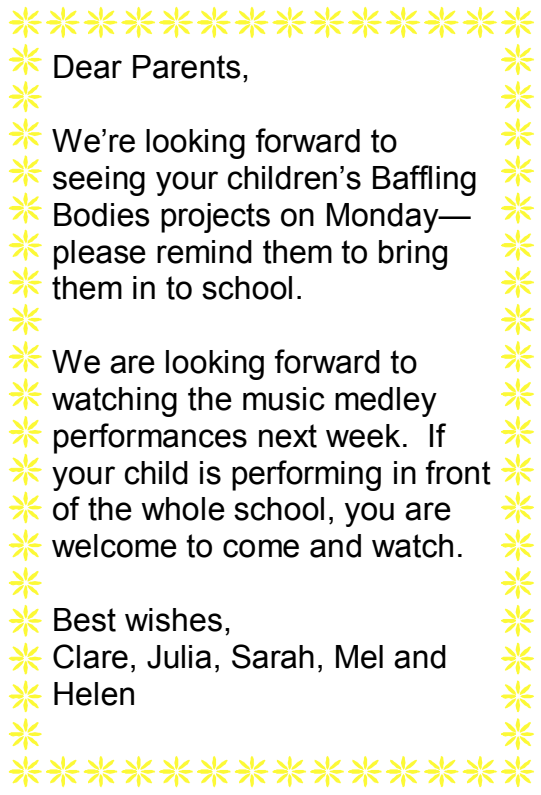 Dear Parents,
We’re looking forward to
seeing your children’s Baffling
Bodies projects on Monday—
please remind them to bring
them in to school.
We are looking forward to
watching the music medley
performances next week.  If
your child is performing in front
of the whole school, you are
welcome to come and watch.
Best wishes,
Clare, Julia, Sarah, Mel and
Helen